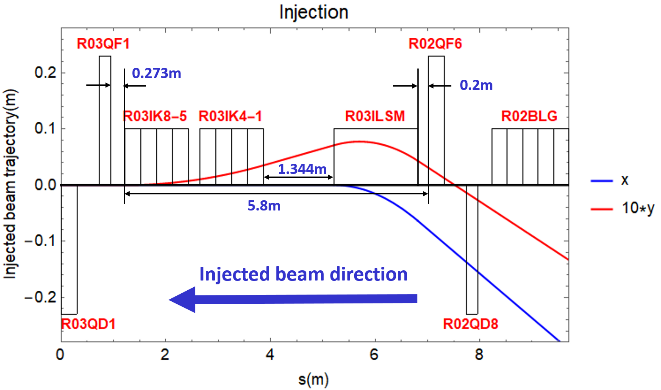 Injection
R03QF1
R02QF6
0.273m
0.2m
R03IK8-5
R03IK4-1
R03ILSM
R02BLG
1.344m
5.8m
Injected beam direction
R03QD1
R02QD8
0.2
0.1
0.0
-0.1
-0.2
Injected beam trajectory(m)
0
2
4
6
8
s(m)
x
10*y